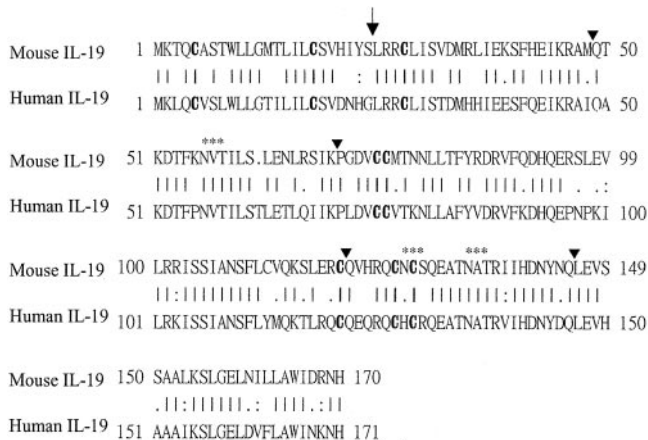 Mouse IL-19 1 MKTQCASTWLLGMTLILCSVHIYSLRRCLISVDMRLIEKSFHEIKRAMQT 50
Human IL-19 1 MKLQCVSLWLLGTILILCSVDNHGLRRCLISTDMHHIEESFQEIKRAIQA 50
***
Mouse IL-19 51 KDTFKNVTILS.LENLRSIKPGDVCCMTNNLLTFYRDRVFQDHQERSLEV 99
Human IL-19 51 KDTFPNVTILSTLETLQIIKPLDVCCVTKNLLAFYVDRVFKDHQEPNPKI 100
*** ***
Mouse IL-19 100 LRRISSIANSFLCVQKSLERCQVHRQCNCSQEATNATRIIHDNYNQLEVS 149
Human IL-19 101 LRKISSIANSFLYMQKTLRQCQEQRQCHCRQEATNATRVIHDNYDQLEVH 150
Mouse IL-19 150 SAALKSLGELNILLAWIDRNH 170
Human IL-19 151 AAAIKSLGELDVFLAWINKNH 171